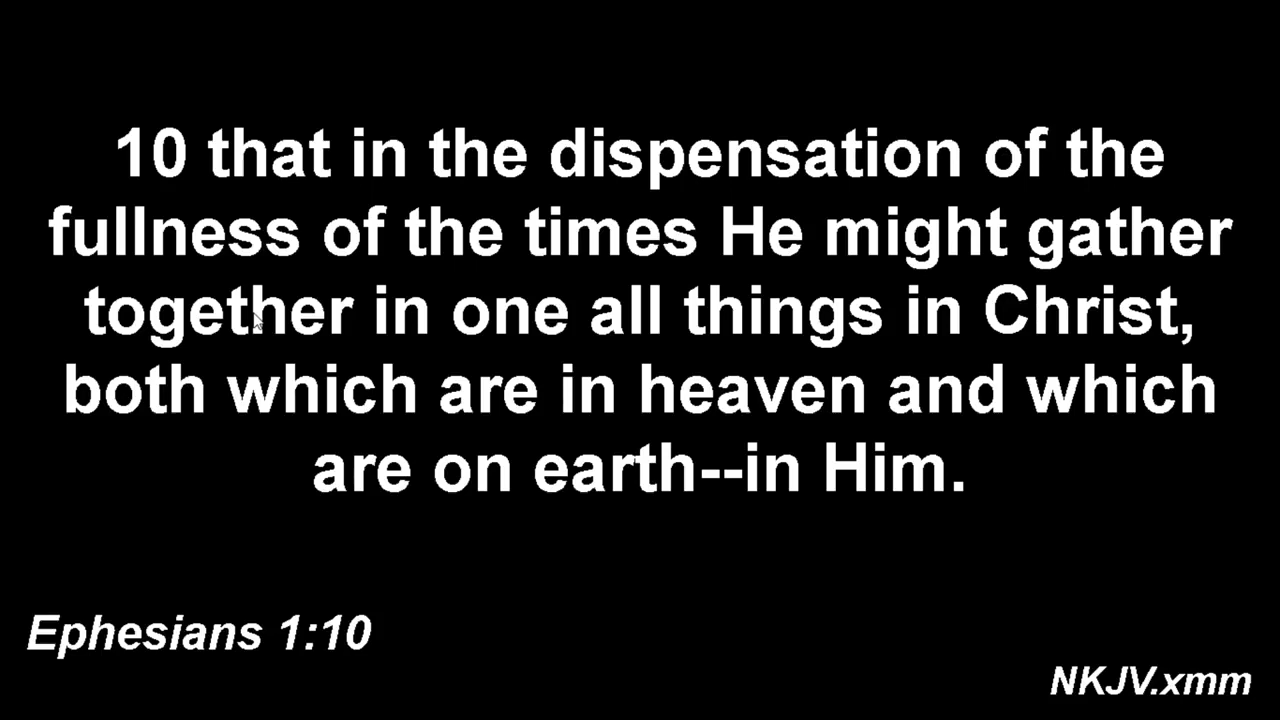 10 that in the dispensation of the
fullness of the times He might gather
together in one all things in Christ,
both which are in heaven and which
are on earth--in Him.
Ephesians 1:10
NKJV.xmm